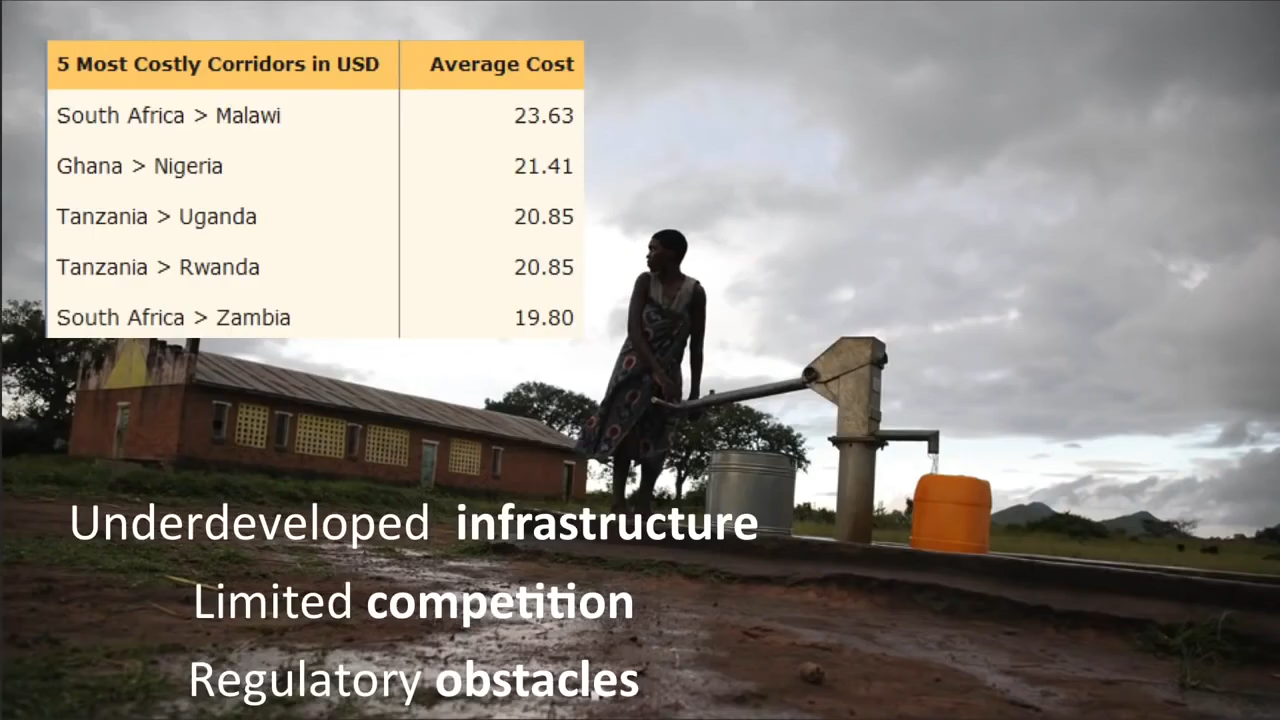 5 Most Costly Corridors in USD Average Cost
South Africa > Malawi 23.63
Ghana > Nigeria 21.41
Tanzania > Uganda 20.85
Tanzania > Rwanda 20.85
South Africa > Zambia 19.80
Underdeveloped infrastructure
Limited competition
Regulatory obstacles